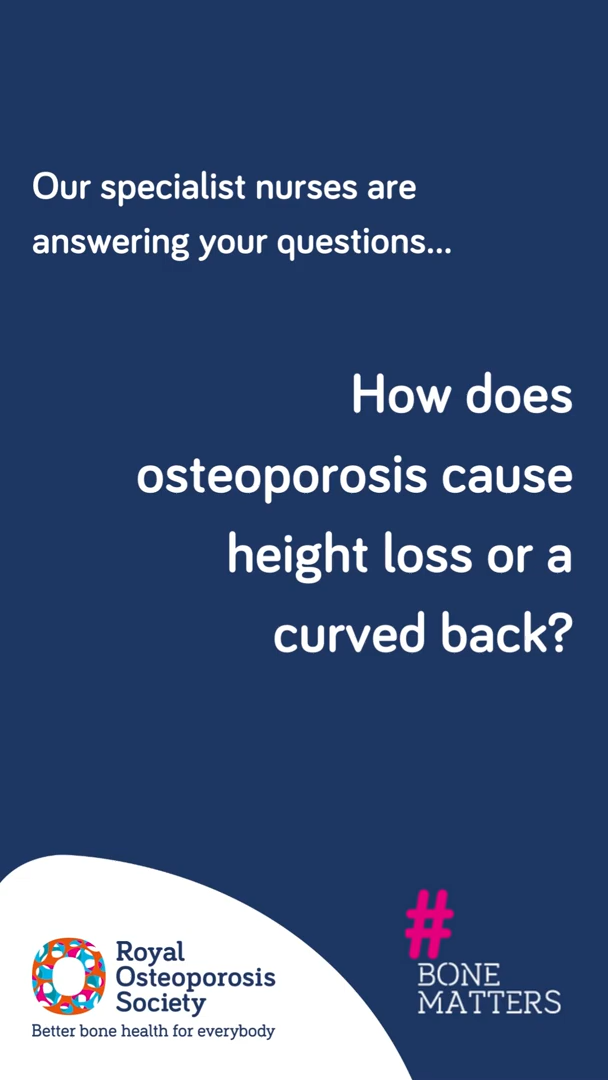 Our specialist nurses are
answering your questions...
How does
osteoporosis cause
height loss or a
curved back?
Royal
Osteoporosis
Society
Better bone health for everybody
#
BONE
MATTERS